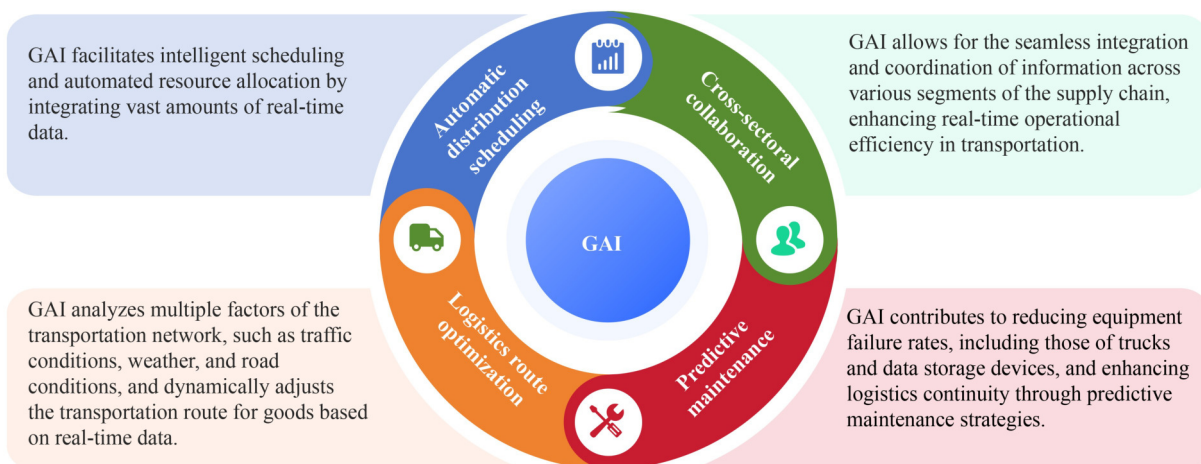 GAI facilitates intelligent scheduling
and automated resource allocation by
integrating vast amounts of real-time
data.
Automatic
distribution
scheduling
Cross-sectoral
collaboration
GAI allows for the seamless integration
and coordination of information across
various segments of the supply chain,
enhancing real-time operational
efficiency in transportation.
GAI
GAI analyzes multiple factors of the
transportation network, such as traffic
conditions, weather, and road
conditions, and dynamically adjusts
the transportation route for goods based
on real-time data.
Logistics route
optimization
Predictive
maintenance
GAI contributes to reducing equipment
failure rates, including those of trucks
and data storage devices, and enhancing
logistics continuity through predictive
maintenance strategies.